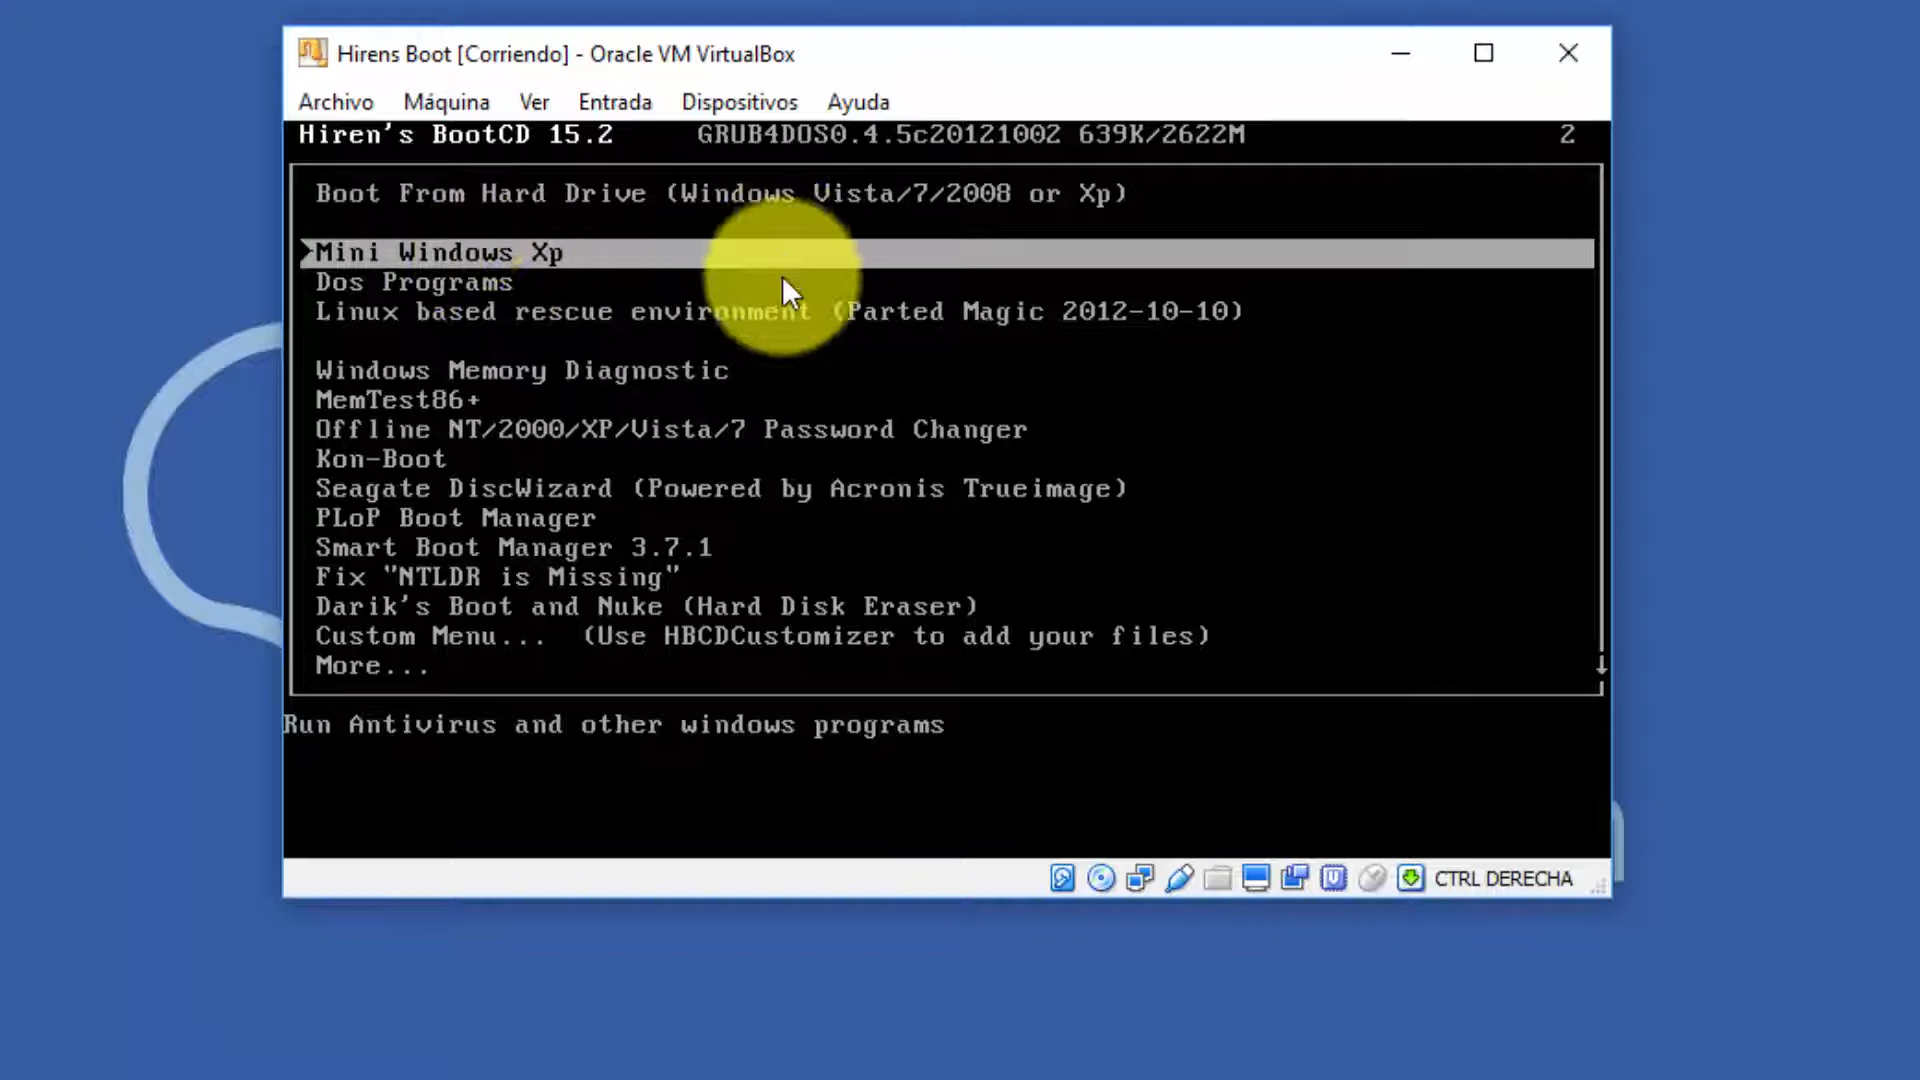 Hirens Boot [Corriendo] - Oracle VM VirtualBox
Archivo Máquina Ver Entrada Dispositivos Ayuda
Hiren's BootCD 15.2 GRUB4DOS0.4.5c20121002 639K/2622M 2
Boot From Hard Drive (Windows Vista/7/2008 or Xp)
Mini Windows Xp
Dos Programs
Linux based rescue environment (Parted Magic 2012-10-10)
Windows Memory Diagnostic
MemTest86+
Offline NT/2000/XP/Vista/7 Password Changer
Kon-Boot
Seagate DiscWizard (Powered by Acronis Trueimage)
PLoP Boot Manager
Smart Boot Manager 3.7.1
Fix "NTLDR is Missing"
Darik's Boot and Nuke (Hard Disk Eraser)
Custom Menu... (Use HBCDCustomizer to add your files)
More...
Run Antivirus and other windows programs
CTRL DERECHA